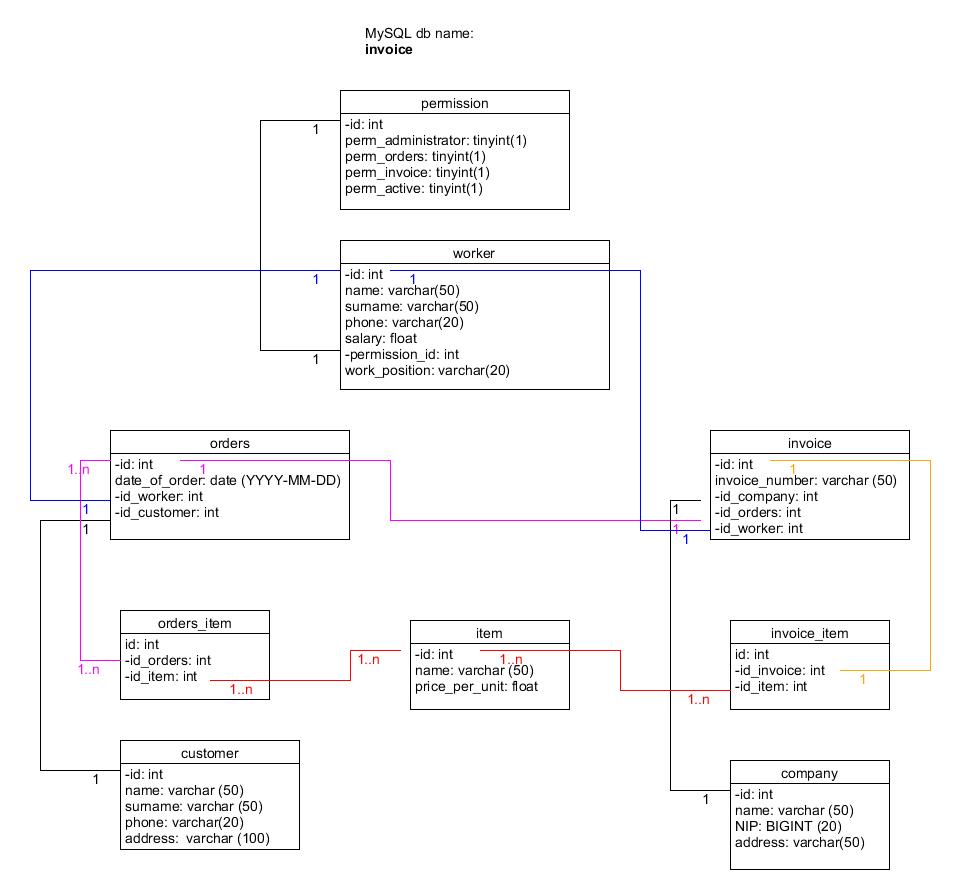 MySQL db name:
invoice
permission
1
-id: int
perm_administrator: tinyint(1)
perm_orders: tinyint(1)
perm_invoice: tinyint(1)
perm_active: tinyint(1)
worker
1
-id: int
1
name: varchar(50)
surname: varchar(50)
phone: varchar(20)
salary: float
1
-permission_id: int
work_position: varchar(20)
orders
1..n
-id: int
1
date_of_order: date (YYYY-MM-DD)
-id_worker: int
1
-id_customer: int
1
invoice
-id: int
1
invoice_number: varchar (50)
-id_company: int
1
-id_orders: int
1
-id_worker: int
1
orders_item
id: int
-id_orders: int
1..n
-id_item: int
1..n
item
1..n
-id: int
1..n
name: varchar (50)
price_per_unit: float
invoice_item
id: int
-id_invoice: int
1
-id_item: int
1..n
customer
1
-id: int
name: varchar (50)
surname: varchar (50)
phone: varchar(20)
address:  varchar (100)
company
1
-id: int
name: varchar (50)
NIP: BIGINT (20)
address: varchar(50)